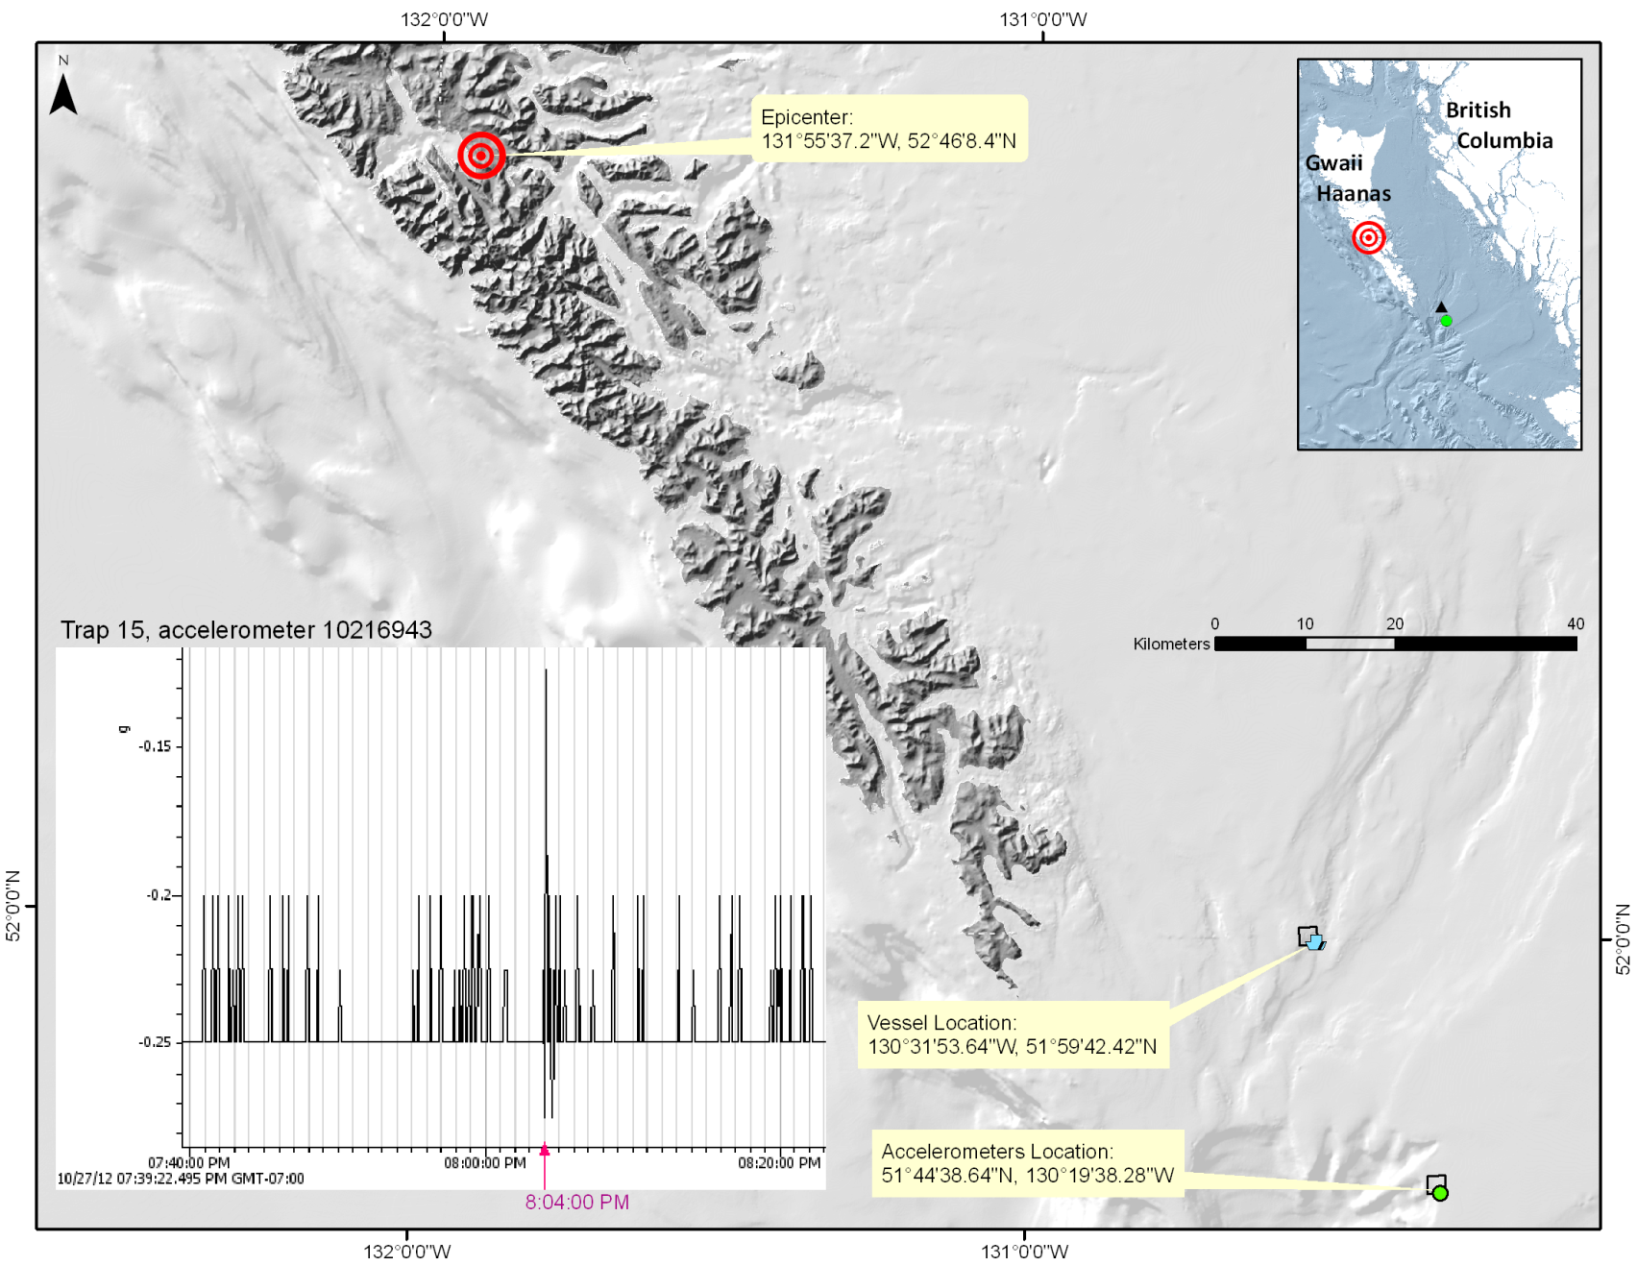 132°0'0"W
131°0'0"W
N
Epicenter:
131°55'37.2"W, 52°46'8.4"N
British
Columbia
Gwaii
Haanas
0
10
20
40
Kilometers
Trap 15, accelerometer 10216943
g
-0.15
-0.2
-0.25
07:40:00 PM
08:00:00 PM
08:20:00 PM
10/27/12 07:39:22.495 PM GMT-07:00
8:04:00 PM
52°0'0"N
52°0'0"N
Vessel Location:
130°31'53.64"W, 51°59'42.42"N
Accelerometers Location:
51°44'38.64"N, 130°19'38.28"W
132°0'0"W
131°0'0"W